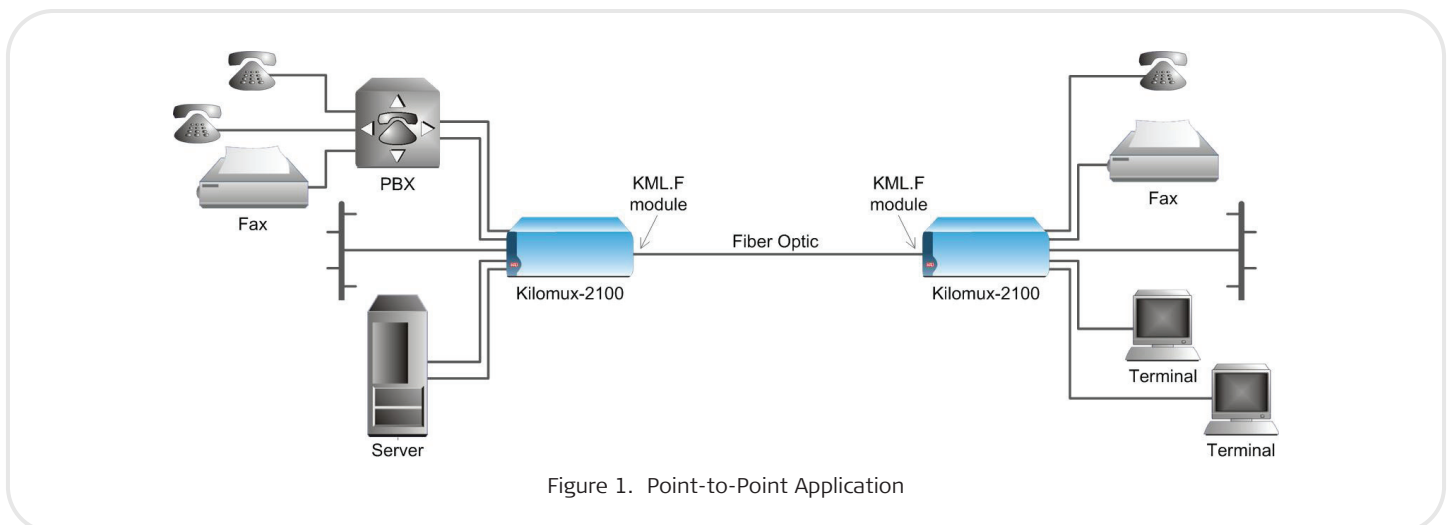 PBX
Fax
KML.F
module
Kilomux-2100
Server
Fiber Optic
KML.F
module
Kilomux-2100
Fax
Terminal
Terminal
Figure 1. Point-to-Point Application